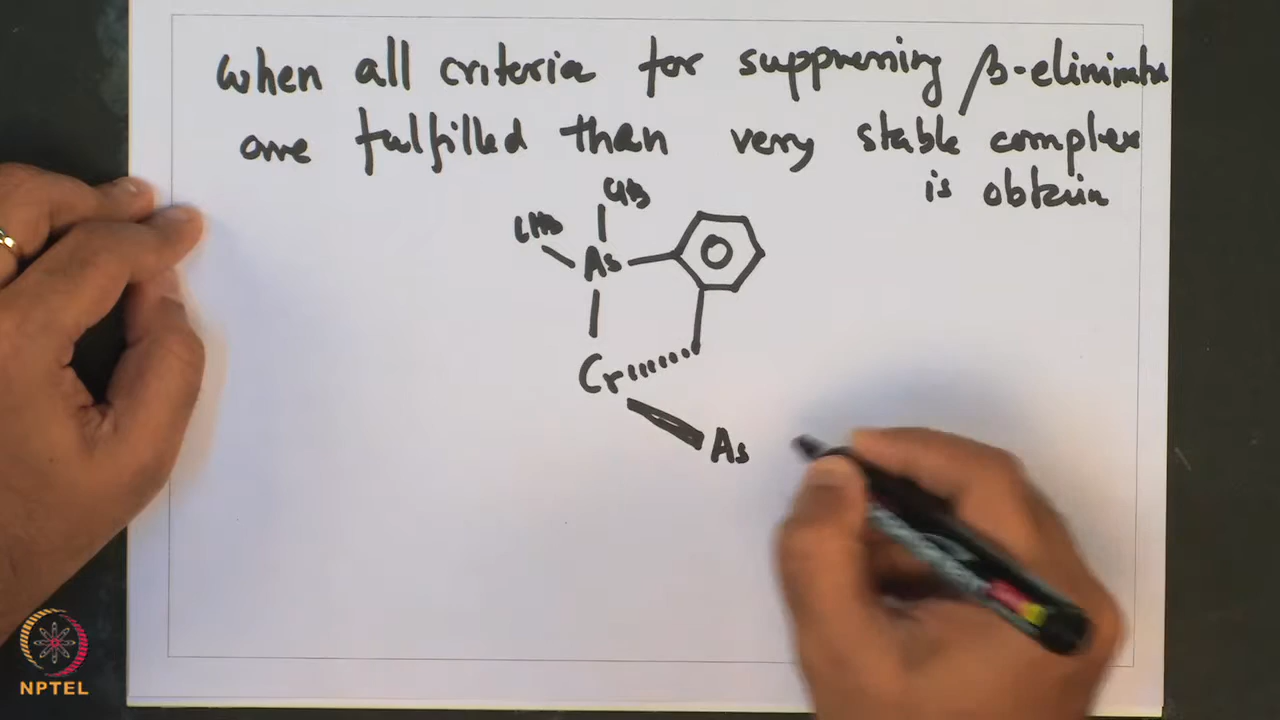 when all criteria for suppressing β-elimination
are fulfilled than very stable complex
is obtain
CH3
CH3
As
Cr
As
NPTEL